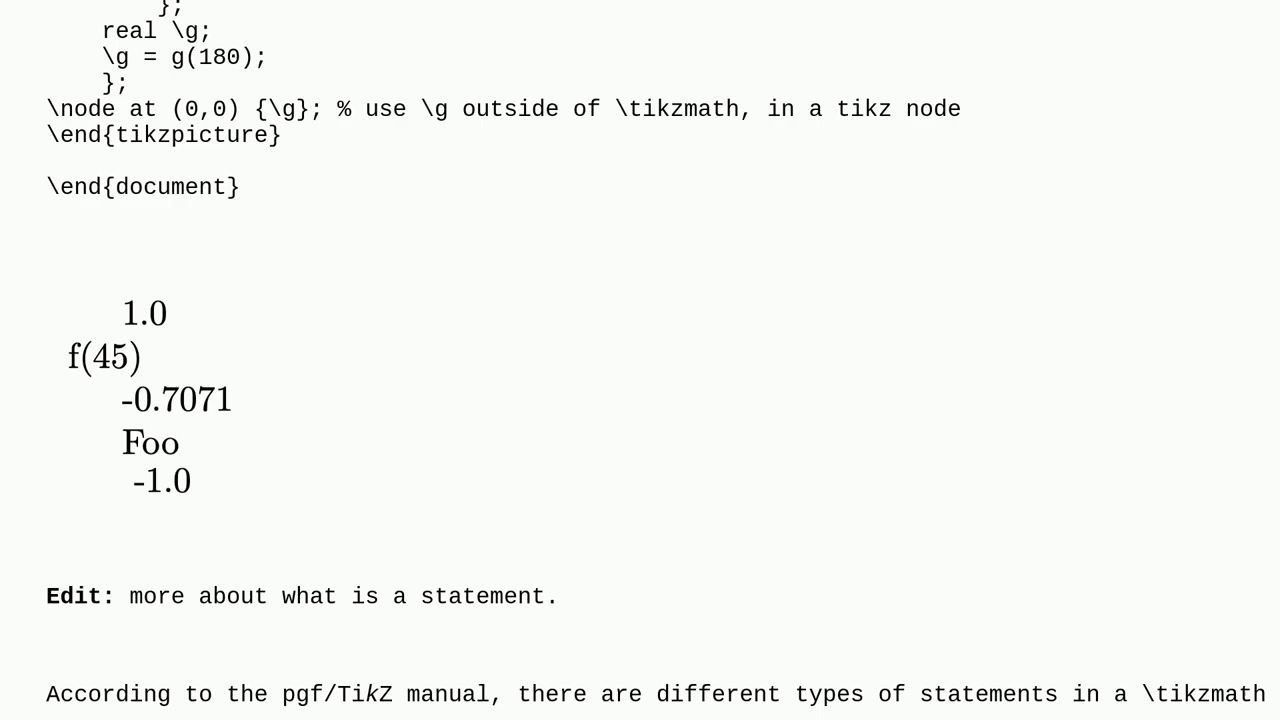 };
real \g;
\g = g(180);
};
\node at (0,0) {\g}; % use \g outside of \tikzmath, in a tikz node
\end{tikzpicture}
\end{document}
1.0
f(45)
-0.7071
Foo
-1.0
Edit: more about what is a statement.
According to the pgf/TikZ manual, there are different types of statements in a \tikzmath